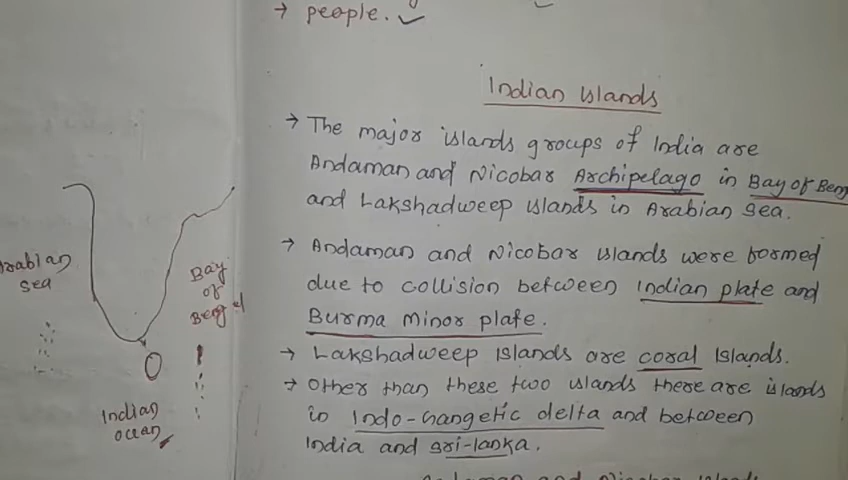 → people. ✓
Indian islands
→ The major islands groups of India are
Andaman and Nicobar Archipelago in Bay of Beng
and Lakshadweep islands in Arabian sea.
→ Andaman and Nicobar islands were formed
due to collision between Indian plate and
Burma Minor plate.
→ Lakshadweep Islands are coral Islands.
→ Other than these two islands there are islands
in Indo-Gangetic delta and between
India and sri-lanka.
Arabian
sea
Bay
of
Bengal
Indian
ocean